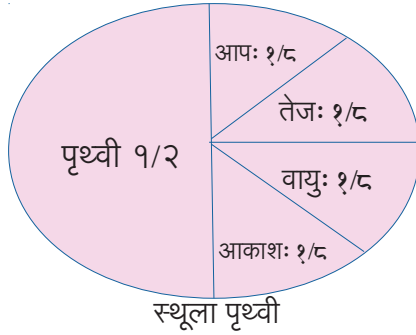 आपः १/८
तेजः १/८
पृथ्वी १/२
वायुः १/८
आकाशः १/८
स्थूला पृथ्वी